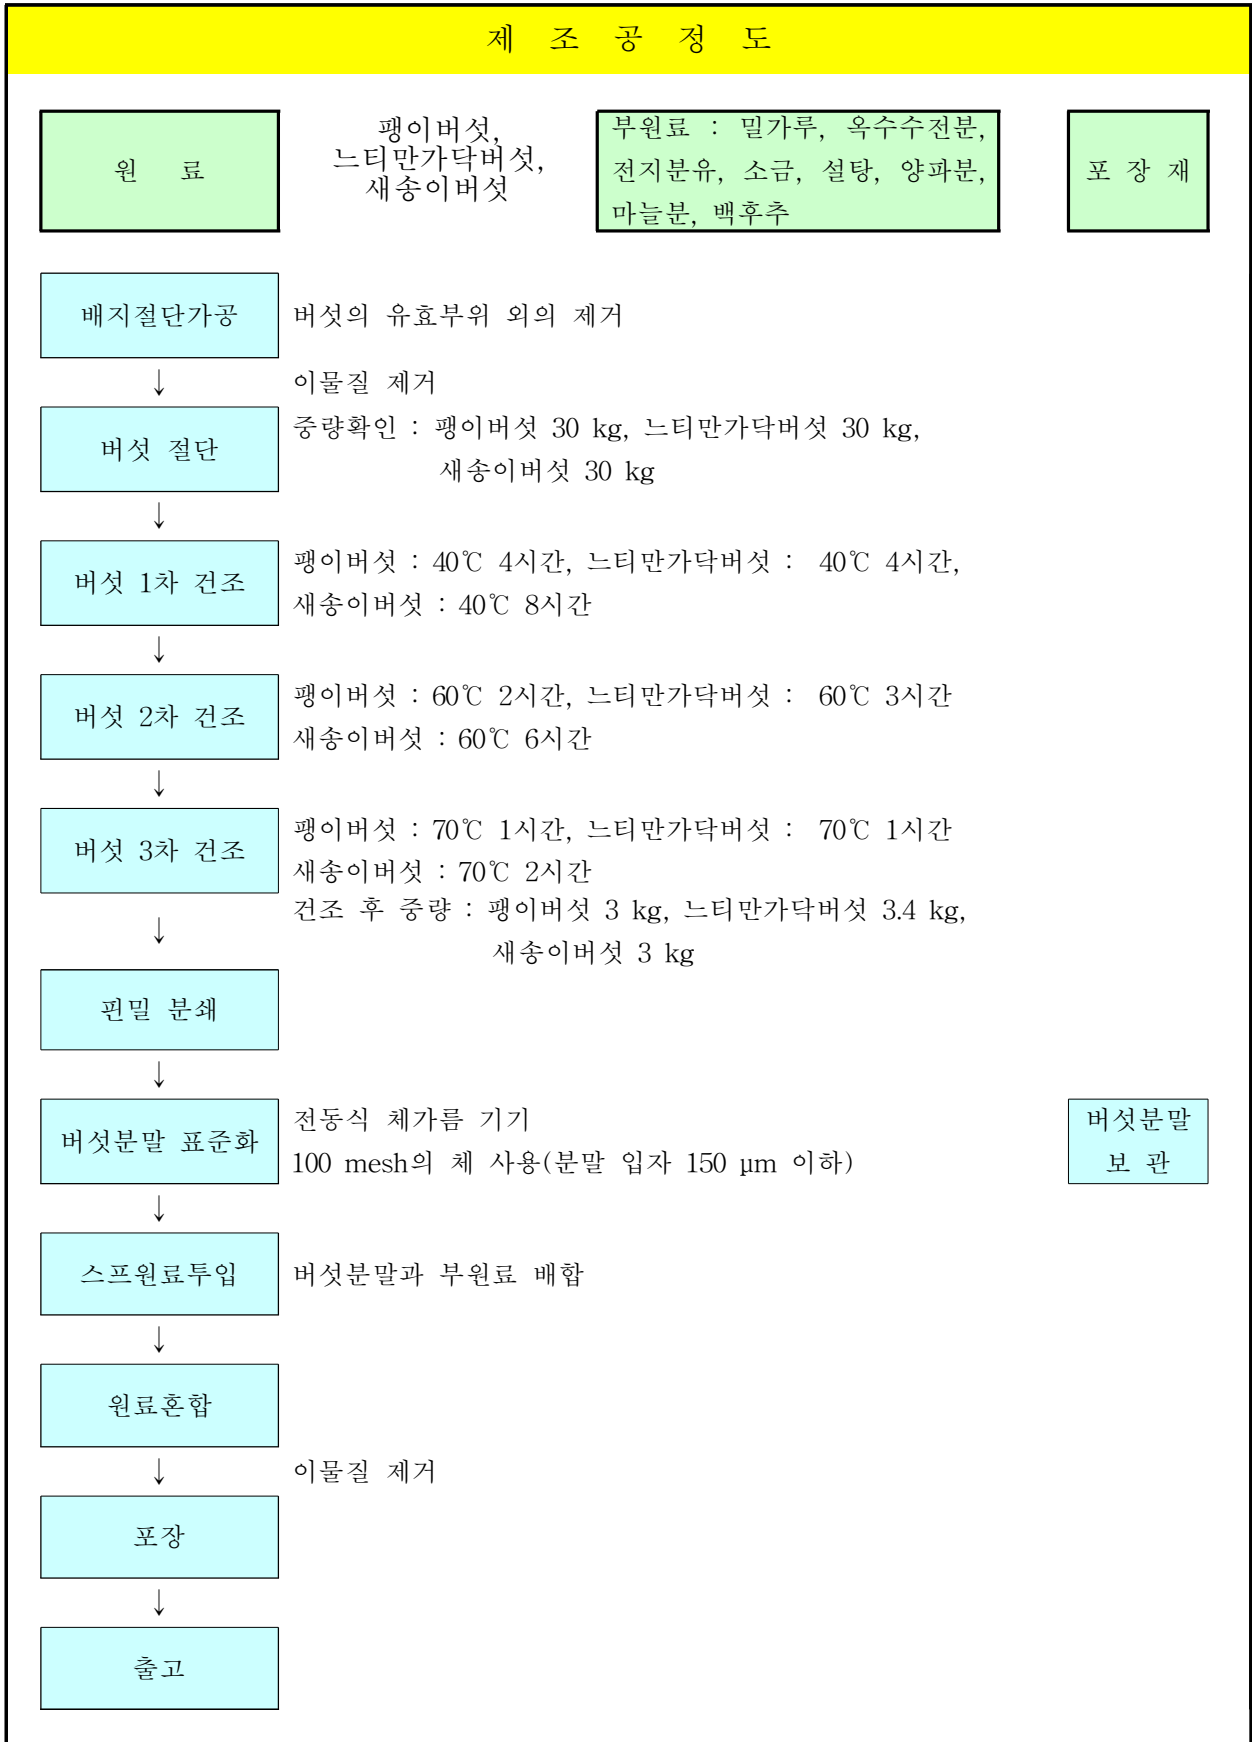 제 조 공 정 도
원 료
팽이버섯,
느티만가닥버섯,
새송이버섯
부원료 : 밀가루, 옥수수전분,
전지분유, 소금, 설탕, 양파분,
마늘분, 백후추
포 장 재
배지절단가공
버섯의 유효부위 외의 제거
↓
이물질 제거
버섯 절단
중량확인 : 팽이버섯 30 kg, 느티만가닥버섯 30 kg,
새송이버섯 30 kg
↓
버섯 1차 건조
팽이버섯 : 40℃ 4시간, 느티만가닥버섯 : 40℃ 4시간,
새송이버섯 : 40℃ 8시간
↓
버섯 2차 건조
팽이버섯 : 60℃ 2시간, 느티만가닥버섯 : 60℃ 3시간
새송이버섯 : 60℃ 6시간
↓
버섯 3차 건조
팽이버섯 : 70℃ 1시간, 느티만가닥버섯 : 70℃ 1시간
새송이버섯 : 70℃ 2시간
건조 후 중량 : 팽이버섯 3 kg, 느티만가닥버섯 3.4 kg,
새송이버섯 3 kg
↓
핀밀 분쇄
↓
버섯분말 표준화
전동식 체가름 기기
100 mesh의 체 사용(분말 입자 150 µm 이하)
버섯분말
보 관
↓
스프원료투입
버섯분말과 부원료 배합
↓
원료혼합
↓
이물질 제거
포장
↓
출고